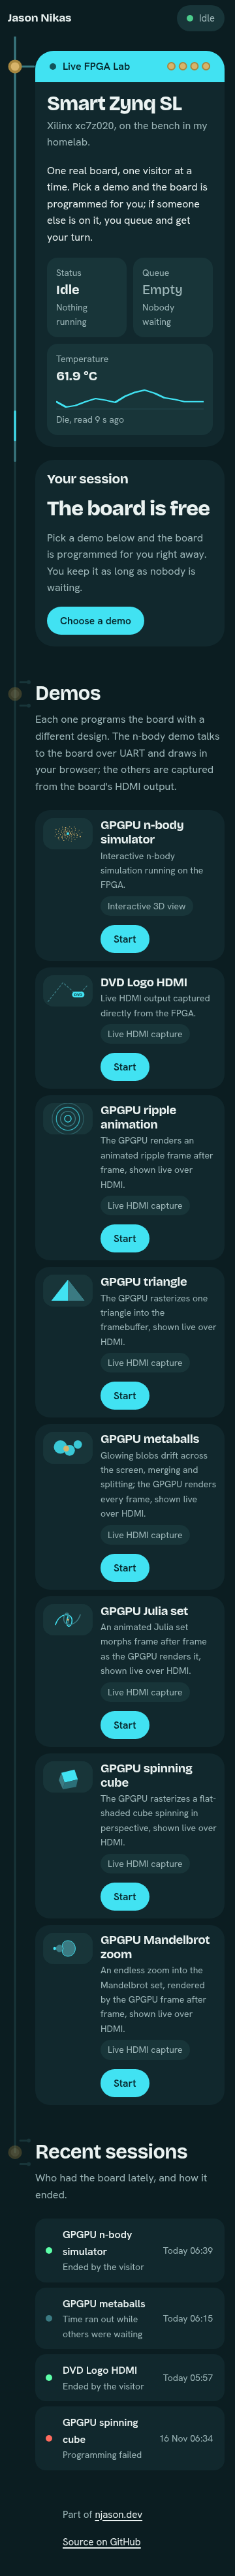 Jason Nikas
Idle
Live FPGA Lab
Smart Zynq SL
Xilinx xc7z020, on the bench in my
homelab.
One real board, one visitor at a
time. Pick a demo and the board is
programmed for you; if someone
else is on it, you queue and get
your turn.
Status
Idle
Nothing
running
Queue
Empty
Nobody
waiting
Temperature
61.9 °C
Die, read 9 s ago
Your session
The board is free
Pick a demo below and the board
is programmed for you right away.
You keep it as long as nobody is
waiting.
Choose a demo
Demos
Each one programs the board with a
different design. The n-body demo talks
to the board over UART and draws in
your browser; the others are captured
from the board's HDMI output.
GPGPU n-body
simulator
Interactive n-body
simulation running on the
FPGA.
Interactive 3D view
Start
DVD
DVD Logo HDMI
Live HDMI output captured
directly from the FPGA.
Live HDMI capture
Start
GPGPU ripple
animation
The GPGPU renders an
animated ripple frame after
frame, shown live over
HDMI.
Live HDMI capture
Start
GPGPU triangle
The GPGPU rasterizes one
triangle into the
framebuffer, shown live over
HDMI.
Live HDMI capture
Start
GPGPU metaballs
Glowing blobs drift across
the screen, merging and
splitting; the GPGPU renders
every frame, shown live
over HDMI.
Live HDMI capture
Start
GPGPU Julia set
An animated Julia set
morphs frame after frame
as the GPGPU renders it,
shown live over HDMI.
Live HDMI capture
Start
GPGPU spinning
cube
The GPGPU rasterizes a flat-
shaded cube spinning in
perspective, shown live over
HDMI.
Live HDMI capture
Start
GPGPU Mandelbrot
zoom
An endless zoom into the
Mandelbrot set, rendered
by the GPGPU frame after
frame, shown live over
HDMI.
Live HDMI capture
Start
Recent sessions
Who had the board lately, and how it
ended.
GPGPU n-body
simulator
Ended by the visitor
Today 06:39
GPGPU metaballs
Time ran out while
others were waiting
Today 06:15
DVD Logo HDMI
Ended by the visitor
Today 05:57
GPGPU spinning
cube
Programming failed
16 Nov 06:34
Part of njason.dev
Source on GitHub